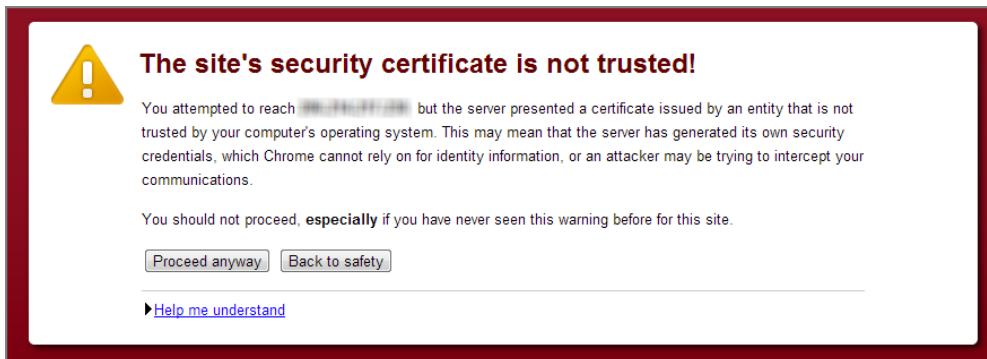 The site's security certificate is not trusted!
You attempted to reach but the server presented a certificate issued by an entity that is not
trusted by your computer's operating system. This may mean that the server has generated its own security
credentials, which Chrome cannot rely on for identity information, or an attacker may be trying to intercept your
communications.
You should not proceed, especially if you have never seen this warning before for this site.
Proceed anyway Back to safety
Help me understand